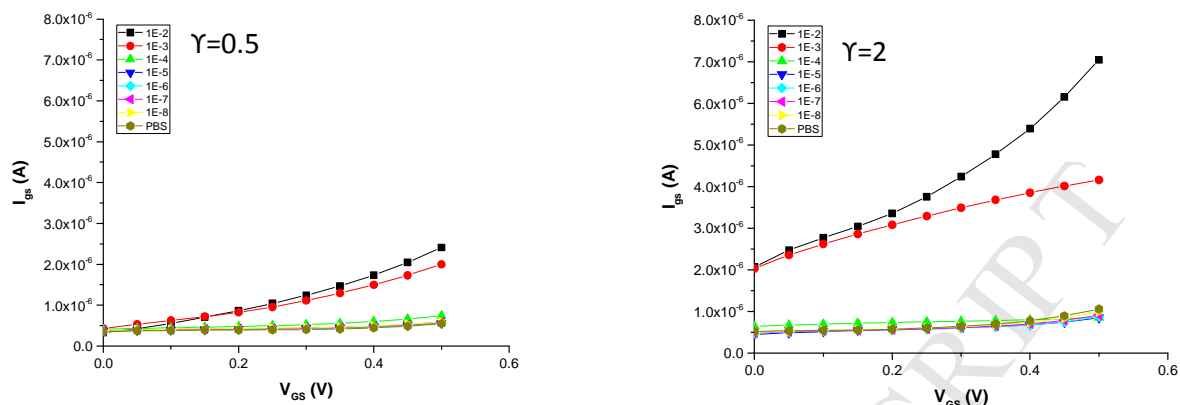 8.0x10⁻⁶
7.0x10⁻⁶
6.0x10⁻⁶
5.0x10⁻⁶
4.0x10⁻⁶
3.0x10⁻⁶
2.0x10⁻⁶
1.0x10⁻⁶
0.0
I_gs (A)
1E-2
1E-3
1E-4
1E-5
1E-6
1E-7
1E-8
PBS
ϒ=0.5
0.0 0.2 0.4 0.6
V_GS (V)
8.0x10⁻⁶
7.0x10⁻⁶
6.0x10⁻⁶
5.0x10⁻⁶
4.0x10⁻⁶
3.0x10⁻⁶
2.0x10⁻⁶
1.0x10⁻⁶
0.0
I_gs (A)
1E-2
1E-3
1E-4
1E-5
1E-6
1E-7
1E-8
PBS
ϒ=2
0.0 0.2 0.4 0.6
V_GS (V)
CRIPT